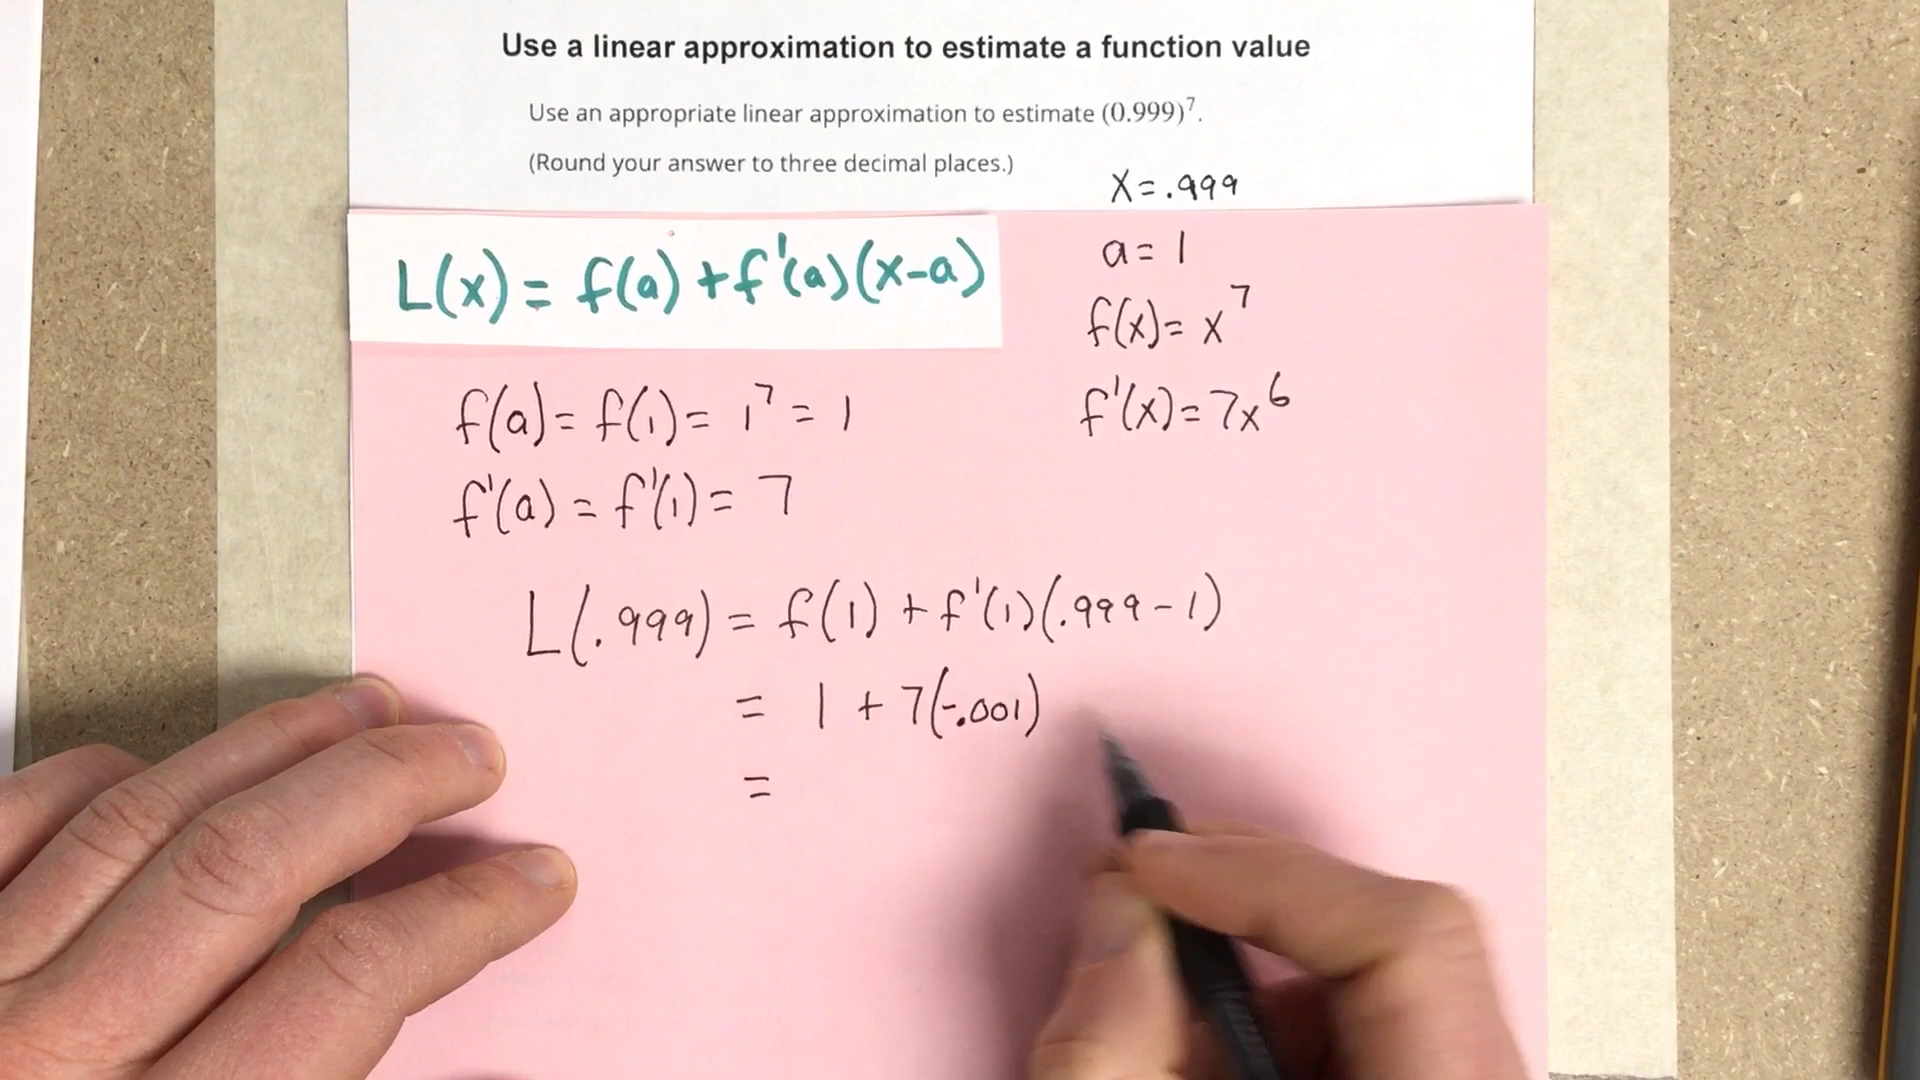 Use a linear approximation to estimate a function value
Use an appropriate linear approximation to estimate (0.999)⁷.
(Round your answer to three decimal places.)
X = .999
L(x) = f(a) + f'(a)(x-a)
a = 1
f(x) = x⁷
f'(x) = 7x⁶
f(a) = f(1) = 1⁷ = 1
f'(a) = f'(1) = 7
L(.999) = f(1) + f'(1)(.999 - 1)
= 1 + 7(-.001)
=